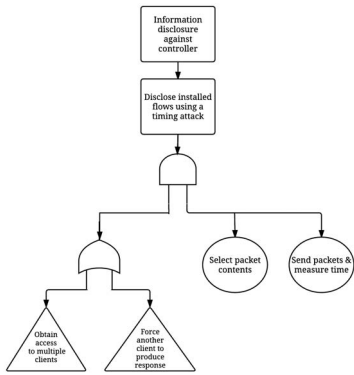 Information
disclosure
against
controller
Disclose installed
flows using a
timing attack
Select packet
contents
Send packets &
measure time
Obtain
access
to multiple
clients
Force
another
client to
produce
response